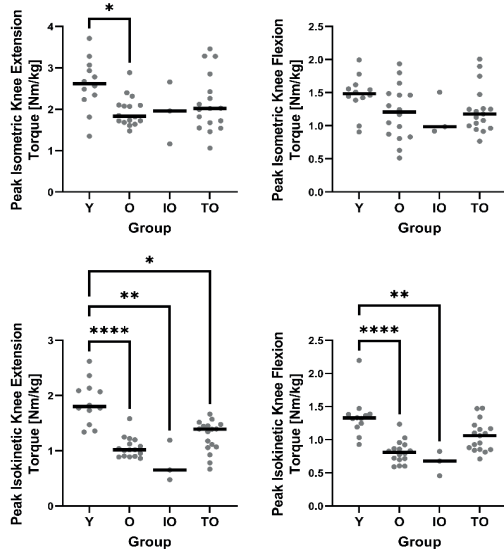 *
Peak Isometric Knee Extension
Torque [Nm/kg]
4
3
2
1
0
Y O IO TO
Group
Peak Isometric Knee Flexion
Torque [Nm/kg]
2.5
2.0
1.5
1.0
0.5
0.0
Y O IO TO
Group
*
**
****
Peak Isokinetic Knee Extension
Torque [Nm/kg]
3
2
1
0
Y O IO TO
Group
**
****
Peak Isokinetic Knee Flexion
Torque [Nm/kg]
2.5
2.0
1.5
1.0
0.5
0.0
Y O IO TO
Group